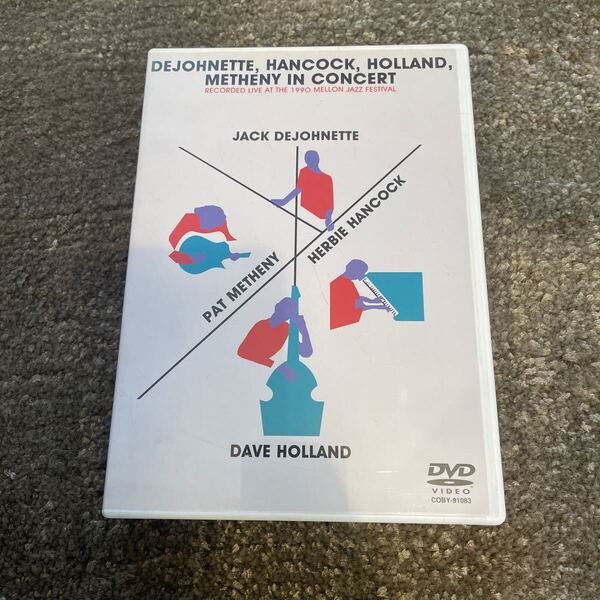 DEJOHNETTE, HANCOCK, HOLLAND,
METHENY IN CONCERT
RECORDED LIVE AT THE 1990 MELLON JAZZ FESTIVAL
JACK DEJOHNETTE
HERBIE HANCOCK
PAT METHENY
DAVE HOLLAND
DVD
VIDEO
COBY-91083